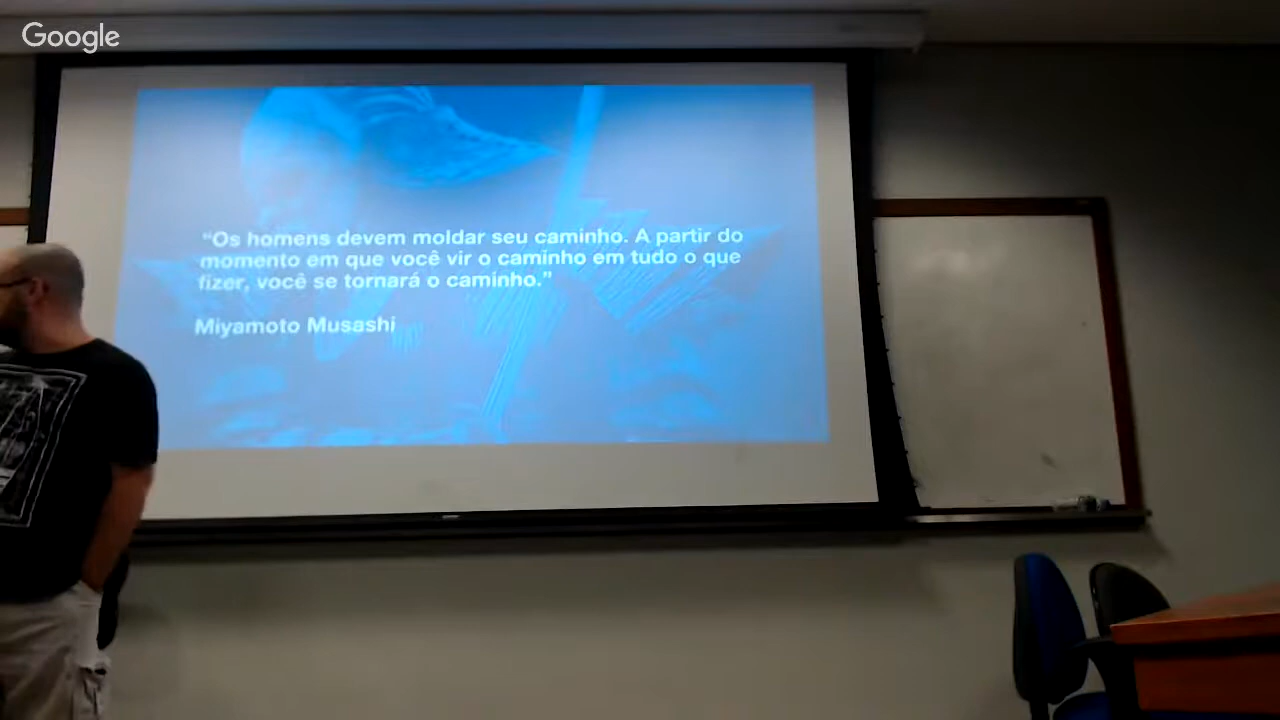 Google
“Os homens devem moldar seu caminho. A partir do
momento em que você vir o caminho em tudo o que
fizer, você se tornará o caminho.”
Miyamoto Musashi